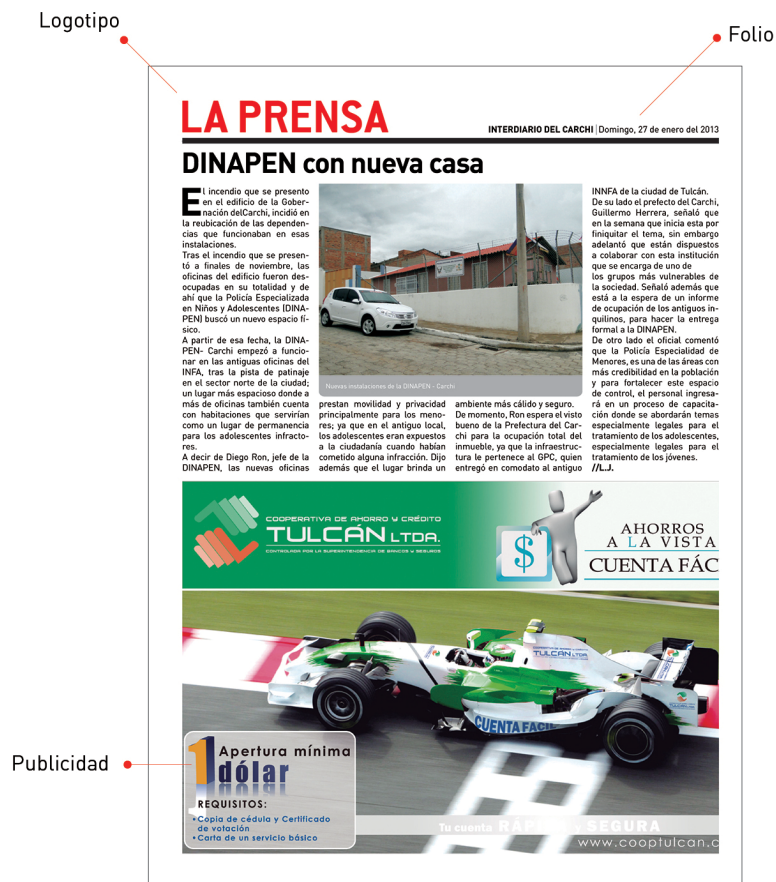 Logotipo
Folio
LA PRENSA
INTERDIARIO DEL CARCHI | Domingo, 27 de enero del 2013
DINAPEN con nueva casa
El incendio que se presento
en el edificio de la Gober-
nación delCarchi, incidió en
la reubicación de las dependen-
cias que funcionaban en esas
instalaciones.
Tras el incendio que se presen-
tó a finales de noviembre, las
oficinas del edificio fueron des-
ocupadas en su totalidad y de
ahí que la Policía Especializada
en Niños y Adolescentes (DINA-
PEN) buscó un nuevo espacio fí-
sico.
A partir de esa fecha, la DINA-
PEN- Carchi empezó a funcio-
nar en las antiguas oficinas del
INFA, tras la pista de patinaje
en el sector norte de la ciudad;
un lugar más espacioso donde a
más de oficinas también cuenta
con habitaciones que servirían
como un lugar de permanencia
para los adolescentes infracto-
res.
A decir de Diego Ron, jefe de la
DINAPEN, las nuevas oficinas
Nuevas instalaciones de la DINAPEN - Carchi
prestan movilidad y privacidad
principalmente para los meno-
res; ya que en el antiguo local,
los adolescentes eran expuestos
a la ciudadanía cuando habían
cometido alguna infracción. Dijo
además que el lugar brinda un
ambiente más cálido y seguro.
De momento, Ron espera el visto
bueno de la Prefectura del Car-
chi para la ocupación total del
inmueble, ya que la infraestruc-
tura le pertenece al GPC, quien
entregó en comodato al antiguo
INNFA de la ciudad de Tulcán.
De su lado el prefecto del Carchi,
Guillermo Herrera, señaló que
en la semana que inicia esta por
finiquitar el tema, sin embargo
adelantó que están dispuestos
a colaborar con esta institución
que se encarga de uno de
los grupos más vulnerables de
la sociedad. Señaló además que
está a la espera de un informe
de ocupación de los antiguos in-
quilinos, para hacer la entrega
formal a la DINAPEN.
De otro lado el oficial comentó
que la Policía Especialidad de
Menores, es una de las áreas con
más credibilidad en la población
y para fortalecer este espacio
de control, el personal ingresa-
rá en un proceso de capacita-
ción donde se abordarán temas
especialmente legales para el
tratamiento de los adolescentes,
especialmente legales para el
tratamiento de los jóvenes.
//L.J.
COOPERATIVA DE AHORRO Y CRÉDITO
TULCÁN LTDA.
CONTROLADA POR LA SUPERINTENDENCIA DE BANCOS Y SEGUROS
$
AHORROS
A LA VISTA
CUENTA FÁC
TULCÁN LTDA
CUENTA FÁCIL
Publicidad
1 Apertura mínima
dólar
REQUISITOS:
• Copia de cédula y Certificado
de votación
• Carta de un servicio básico
Tu cuenta RÁPIDA y SEGURA
www.cooptulcan.c